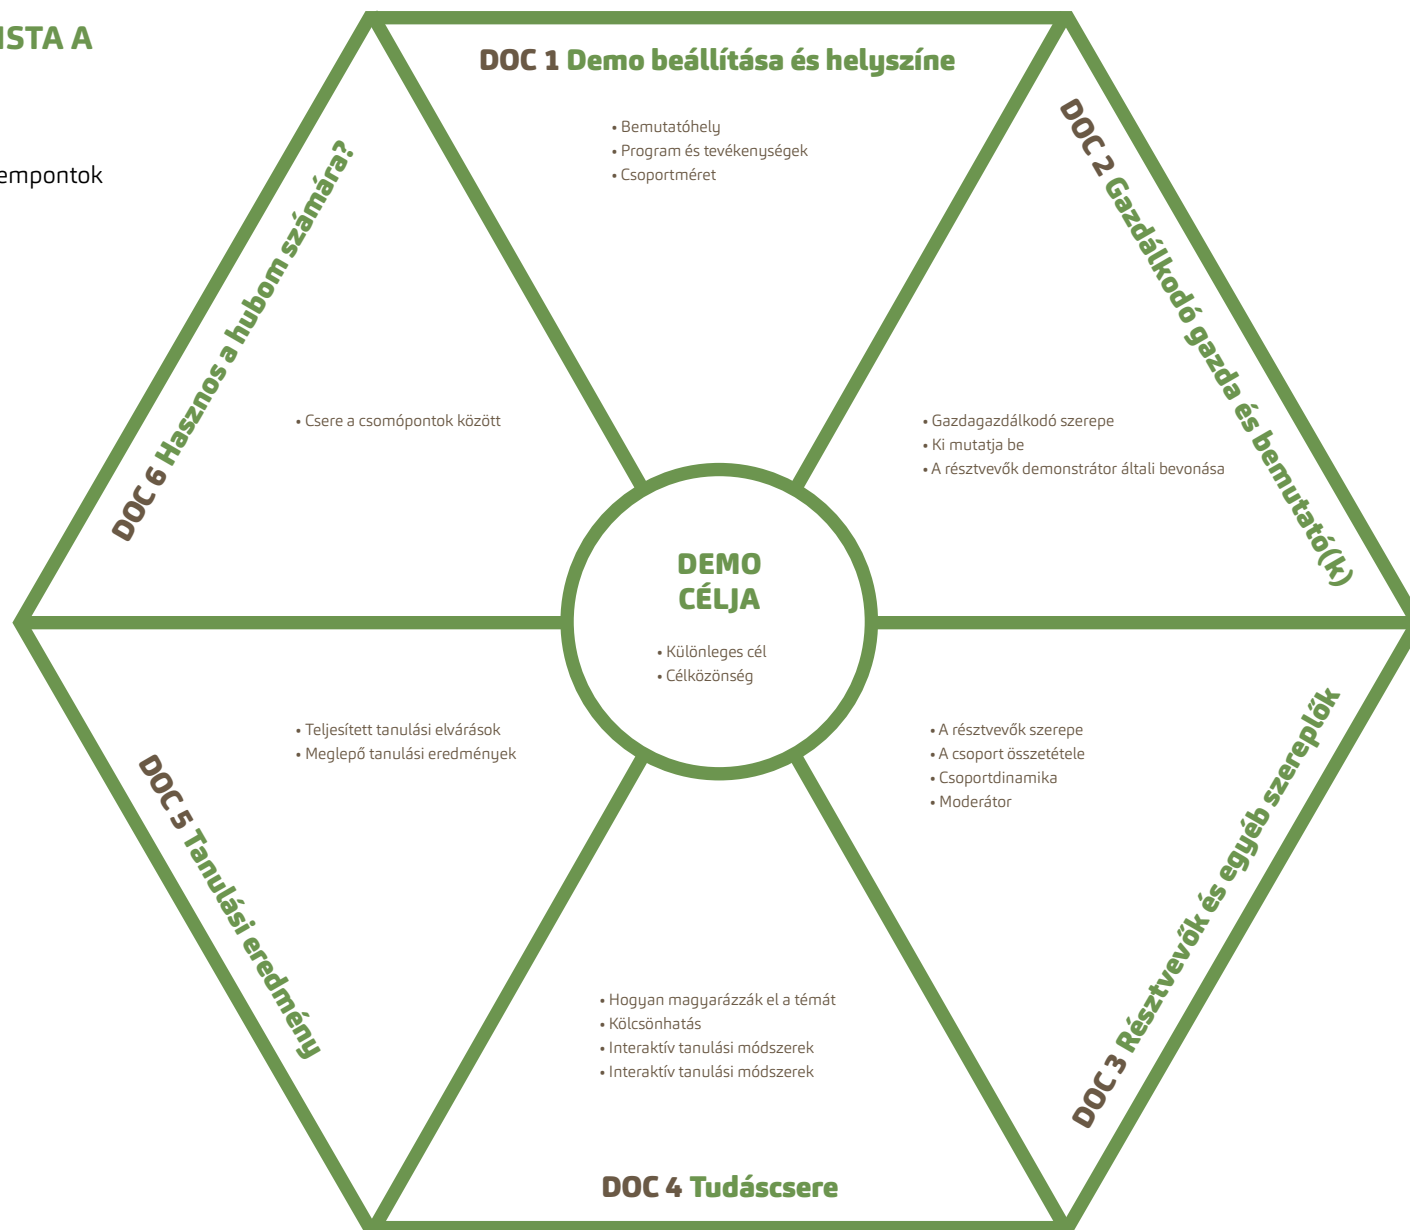 ISTA A
empontok
DOC 1 Demo beállítása és helyszíne
• Bemutatóhely
• Program és tevékenységek
• Csoportméret
DOC 2 Gazdálkodó gazda és bemutató(k)
• Gazdagazdálkodó szerepe
• Ki mutatja be
• A résztvevők demonstrátor általi bevonása
DOC 3 Résztvevők és egyéb szereplők
• A résztvevők szerepe
• A csoport összetétele
• Csoportdinamika
• Moderátor
DOC 4 Tudáscsere
• Hogyan magyarázzák el a témát
• Kölcsönhatás
• Interaktív tanulási módszerek
• Interaktív tanulási módszerek
DOC 5 Tanulási eredmény
• Teljesített tanulási elvárások
• Meglepő tanulási eredmények
DOC 6 Hasznos a hubom számára?
• Csere a csomópontok között
DEMO
CÉLJA
• Különleges cél
• Célközönség